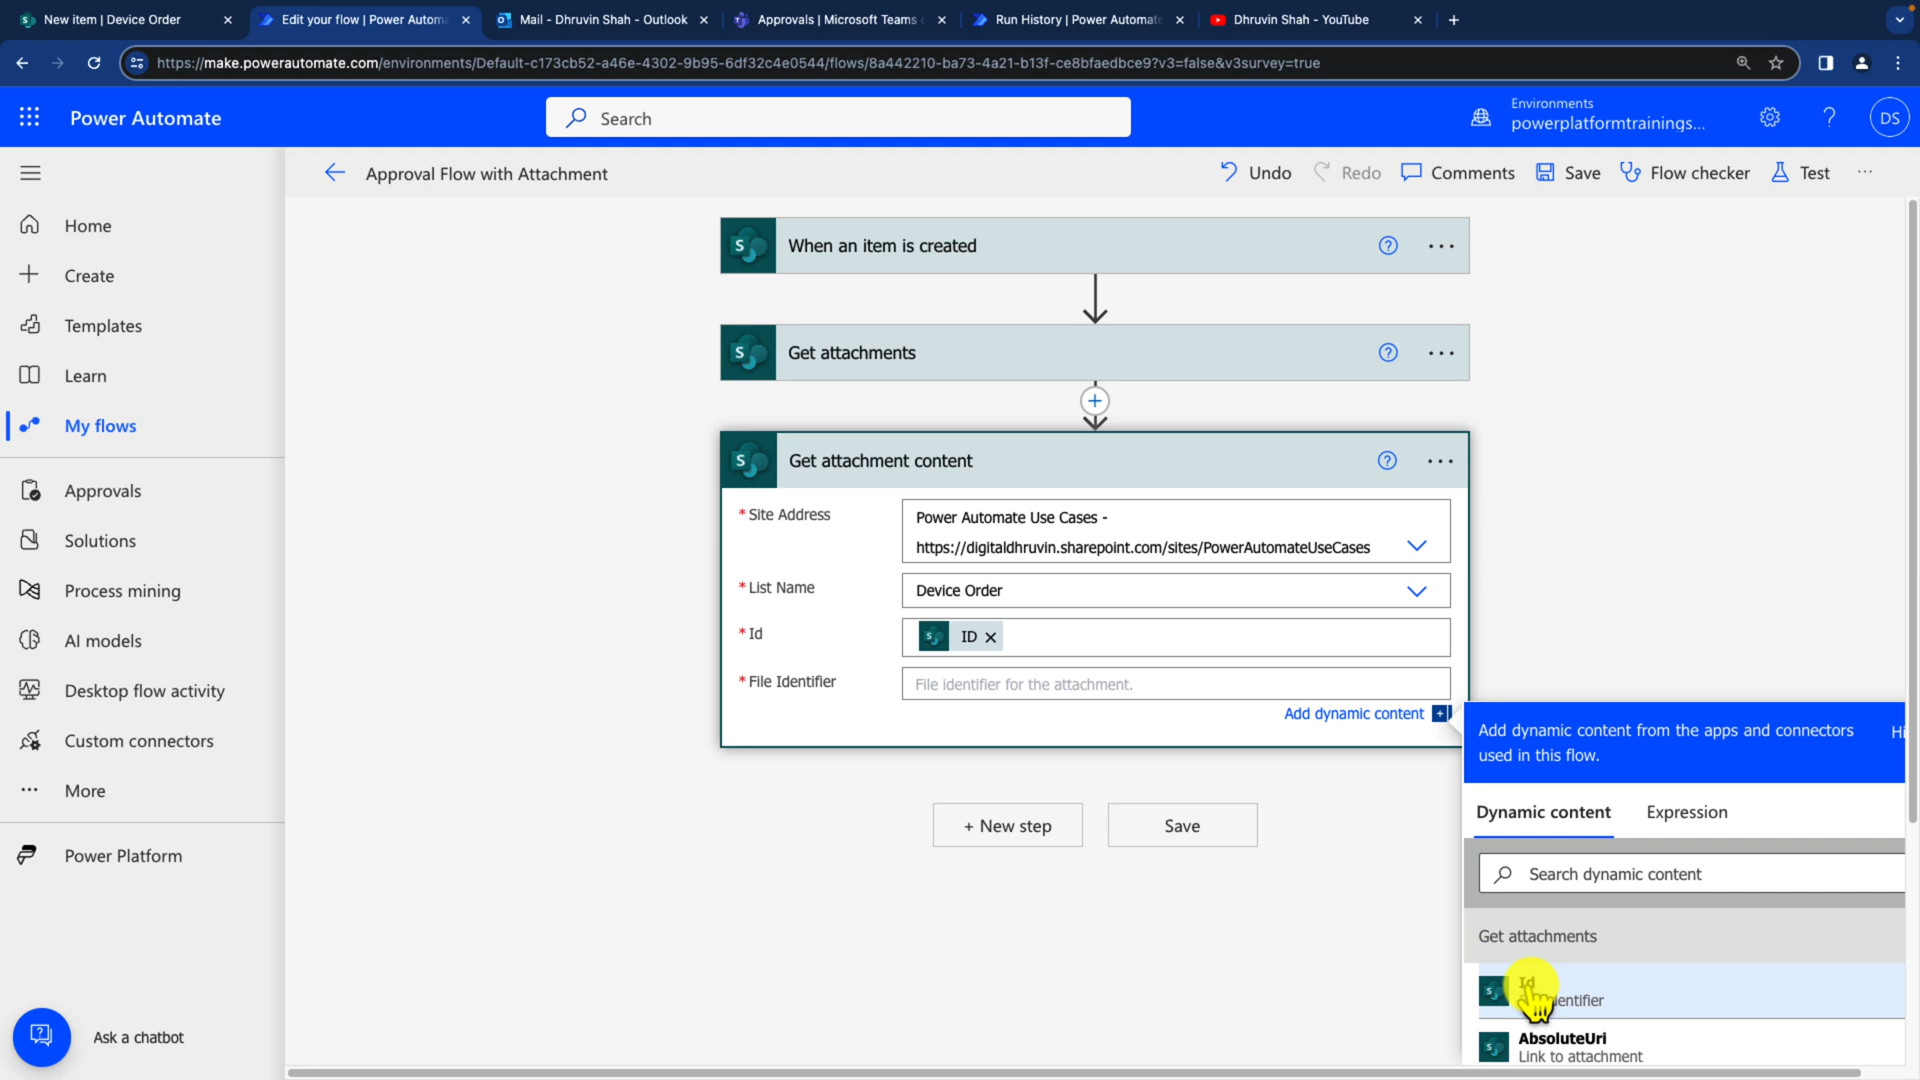 New item | Device Order
Edit your flow | Power Autom
Mail - Dhruvin Shah - Outlook
Approvals | Microsoft Teams
Run History | Power Automate
Dhruvin Shah - YouTube
https://make.powerautomate.com/environments/Default-c173cb52-a46e-4302-9b95-6df32c4e0544/flows/8a442210-ba73-4a21-b13f-ce8bfaedbce9?v3=false&v3survey=true
Power Automate
Search
Environments
powerplatformtrainings...
DS
Approval Flow with Attachment
Undo
Redo
Comments
Save
Flow checker
Test
Home
Create
Templates
Learn
My flows
Approvals
Solutions
Process mining
AI models
Desktop flow activity
Custom connectors
More
Power Platform
Ask a chatbot
When an item is created
Get attachments
Get attachment content
* Site Address
Power Automate Use Cases -
https://digitaldhruvin.sharepoint.com/sites/PowerAutomateUseCases
* List Name
Device Order
* Id
ID
* File Identifier
File identifier for the attachment.
Add dynamic content
+ New step
Save
Add dynamic content from the apps and connectors
used in this flow.
Hi
Dynamic content
Expression
Search dynamic content
Get attachments
Id
AbsoluteUri
Link to attachment